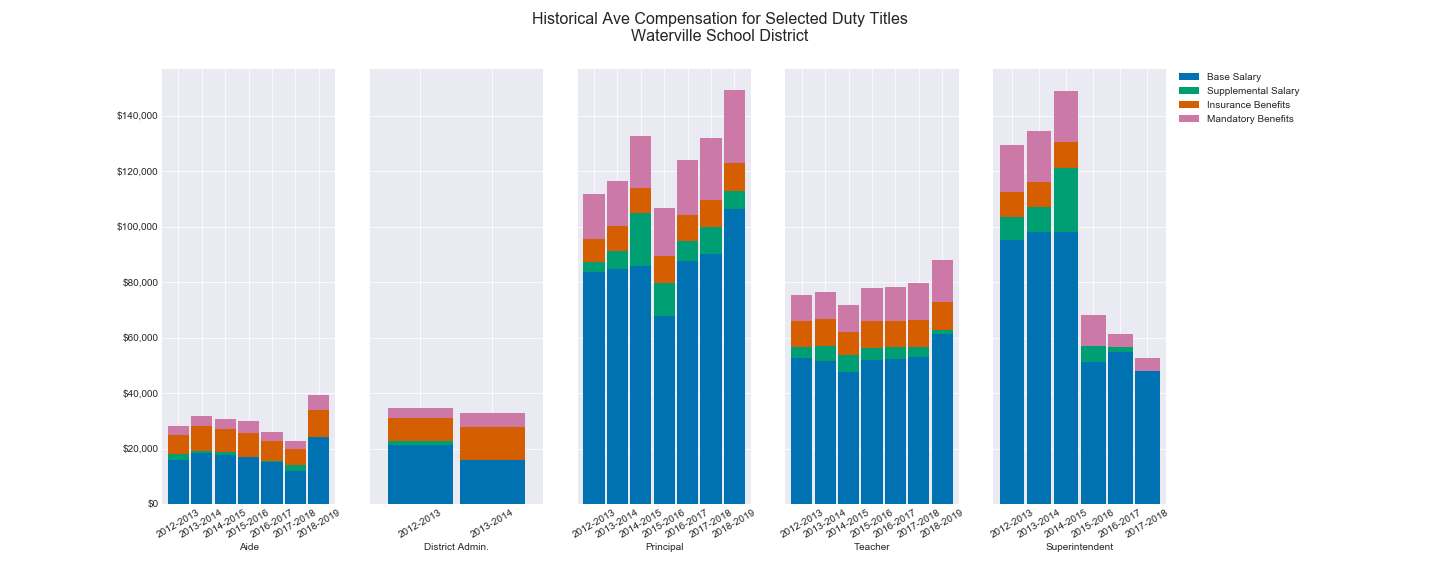 Historical Ave Compensation for Selected Duty Titles
Waterville School District
Base Salary
Supplemental Salary
Insurance Benefits
Mandatory Benefits
$140,000
$120,000
$100,000
$80,000
$60,000
$40,000
$20,000
$0
2012-2013 2013-2014 2014-2015 2015-2016 2016-2017 2017-2018 2018-2019
Aide
2012-2013 2013-2014
District Admin.
2012-2013 2013-2014 2014-2015 2015-2016 2016-2017 2017-2018 2018-2019
Principal
2012-2013 2013-2014 2014-2015 2015-2016 2016-2017 2017-2018 2018-2019
Teacher
2012-2013 2013-2014 2014-2015 2015-2016 2016-2017 2017-2018
Superintendent